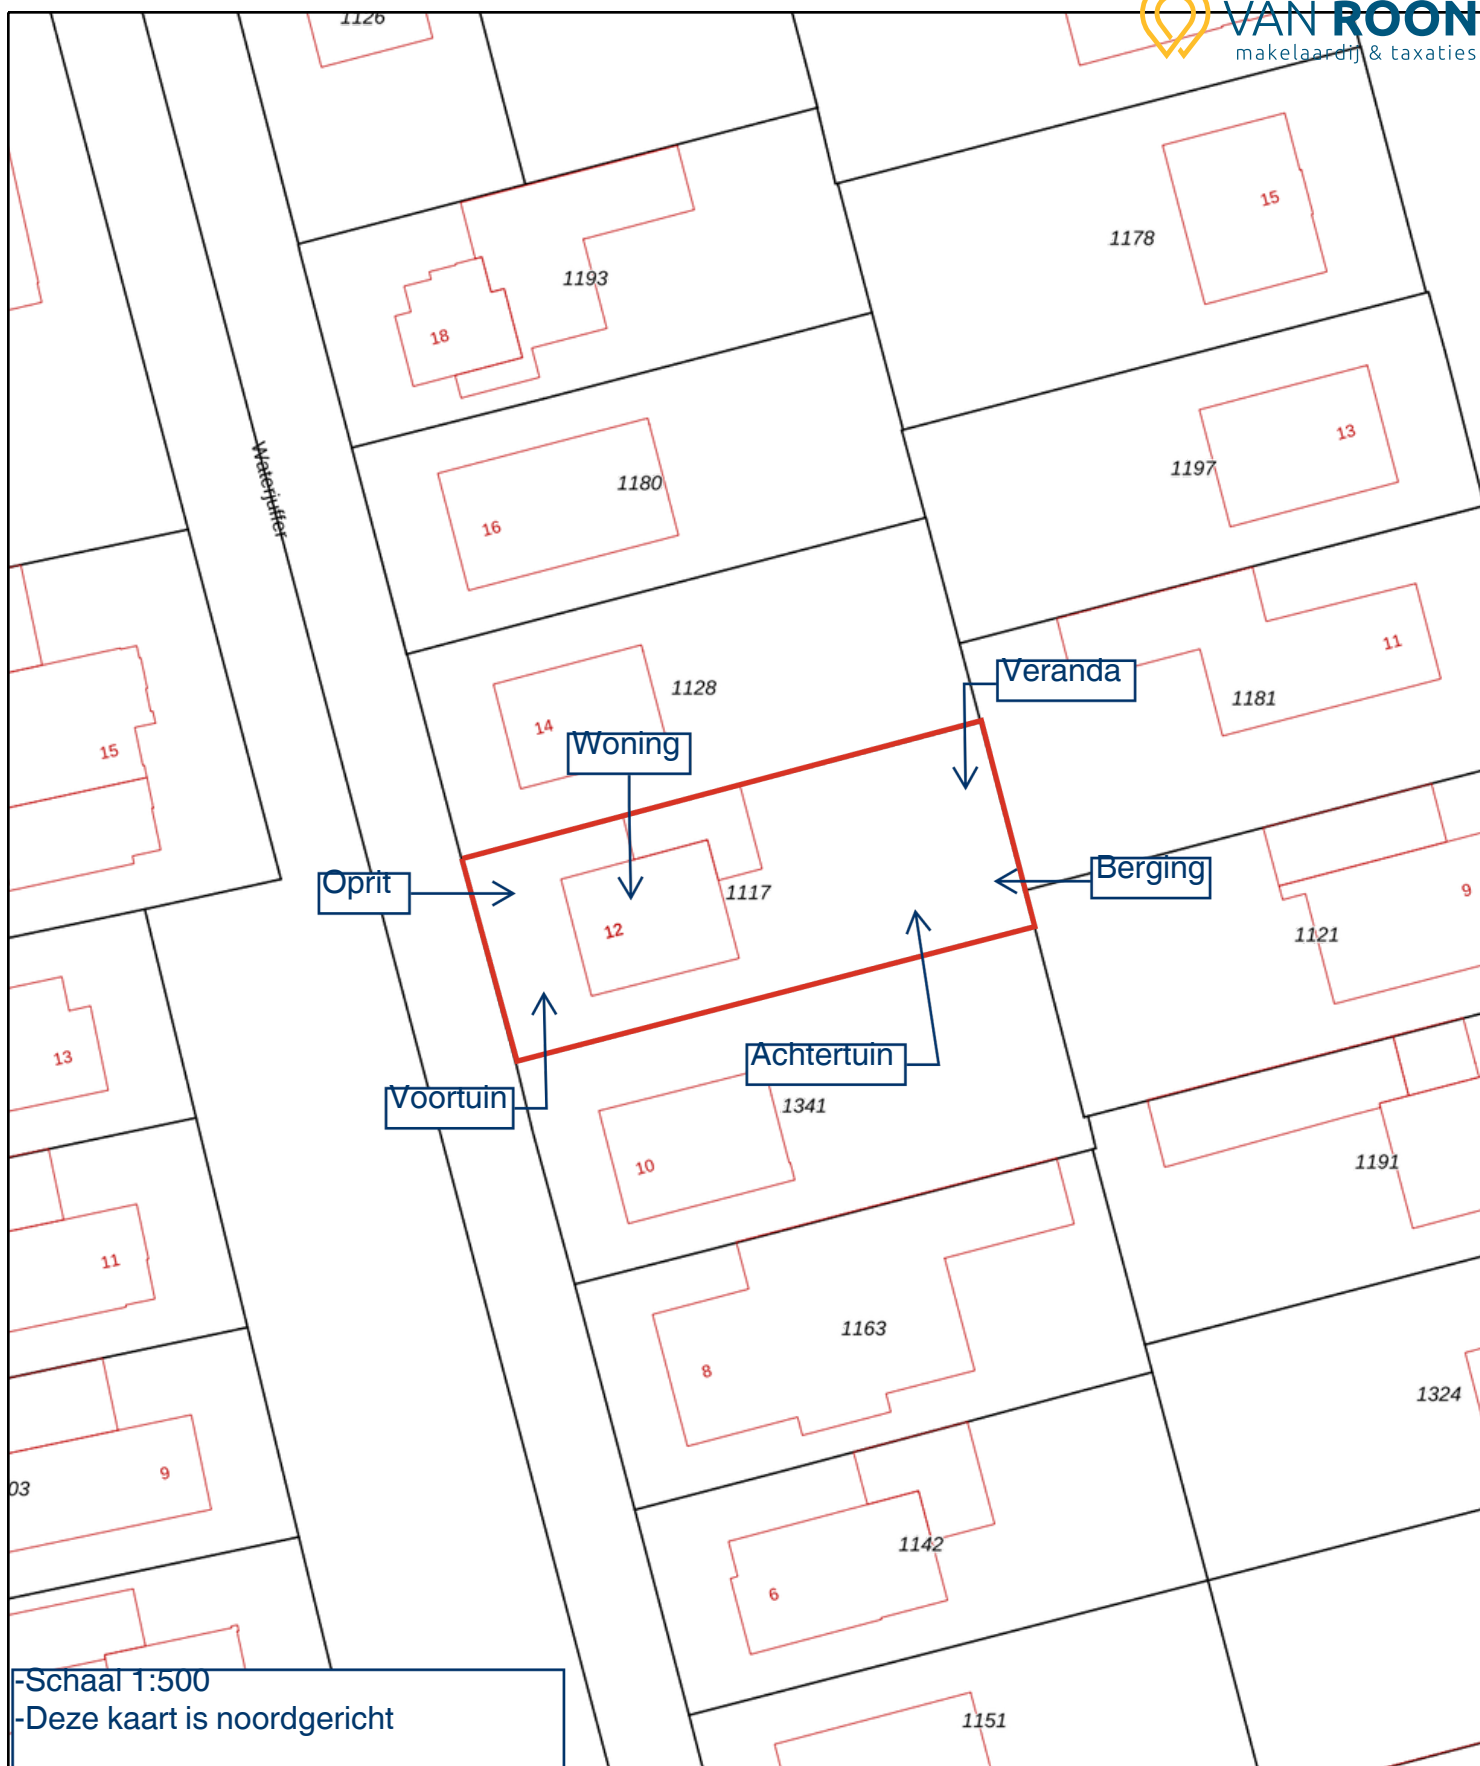 1126
VAN ROON
makelaardij & taxaties
15
1178
1193
18
13
1197
Waterjuffer
1180
16
11
Veranda
1128
1181
14
Woning
15
Oprit
Berging
1117
9
12
1121
13
Achtertuin
Voortuin
1341
10
1191
11
1163
8
1324
9
03
1142
6
-Schaal 1:500
-Deze kaart is noordgericht
1151